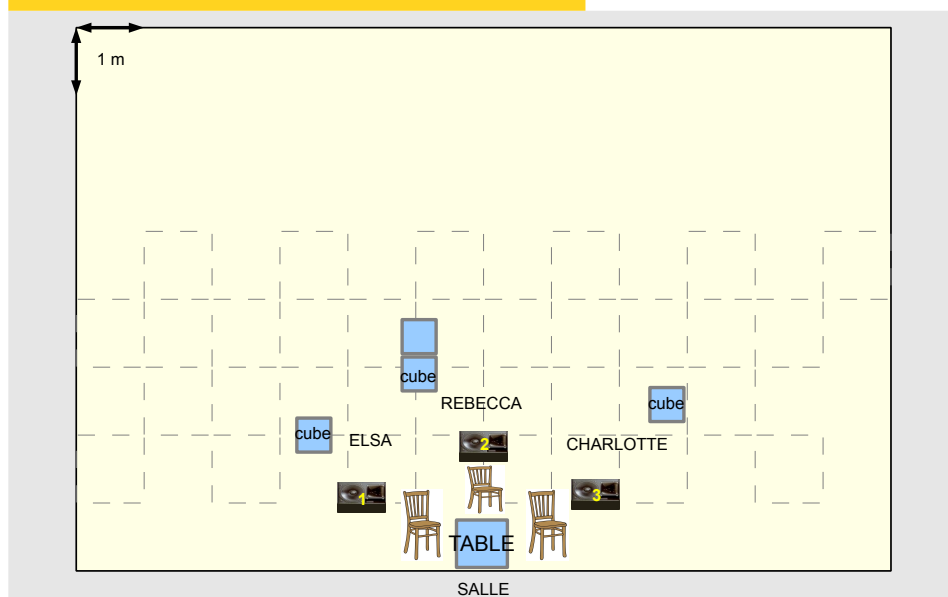 1 m
cube
REBECCA
cube
cube
ELSA
2
CHARLOTTE
1
3
TABLE
SALLE